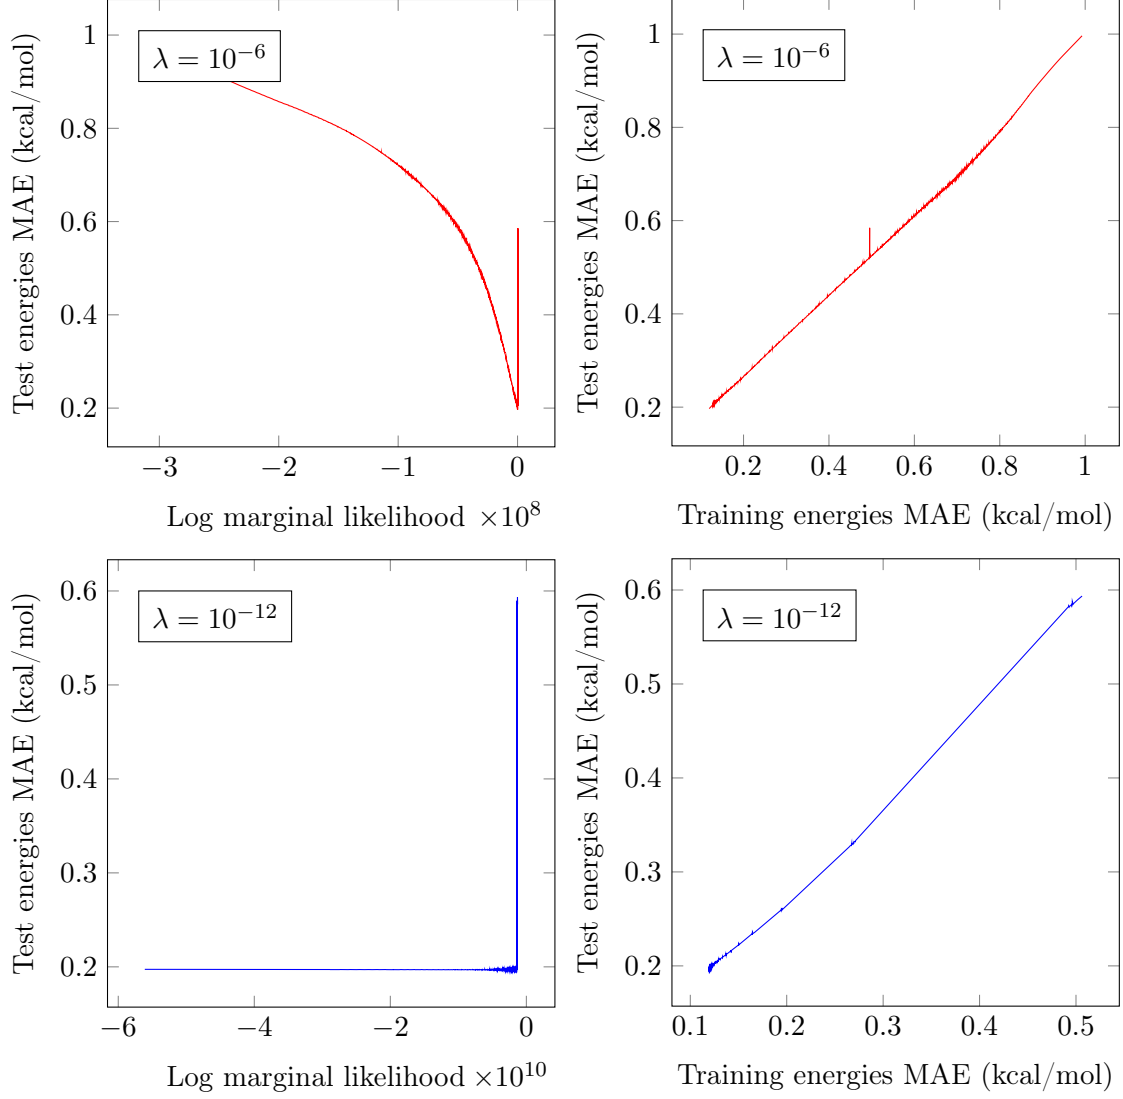 λ = 10−6
Test energies MAE (kcal/mol)
1
0.8
0.6
0.4
0.2
−3 −2 −1 0
Log marginal likelihood ×10^8
λ = 10−6
Test energies MAE (kcal/mol)
1
0.8
0.6
0.4
0.2
0.2 0.4 0.6 0.8 1
Training energies MAE (kcal/mol)
λ = 10−12
Test energies MAE (kcal/mol)
0.6
0.5
0.4
0.3
0.2
−6 −4 −2 0
Log marginal likelihood ×10^10
λ = 10−12
Test energies MAE (kcal/mol)
0.6
0.5
0.4
0.3
0.2
0.1 0.2 0.3 0.4 0.5
Training energies MAE (kcal/mol)